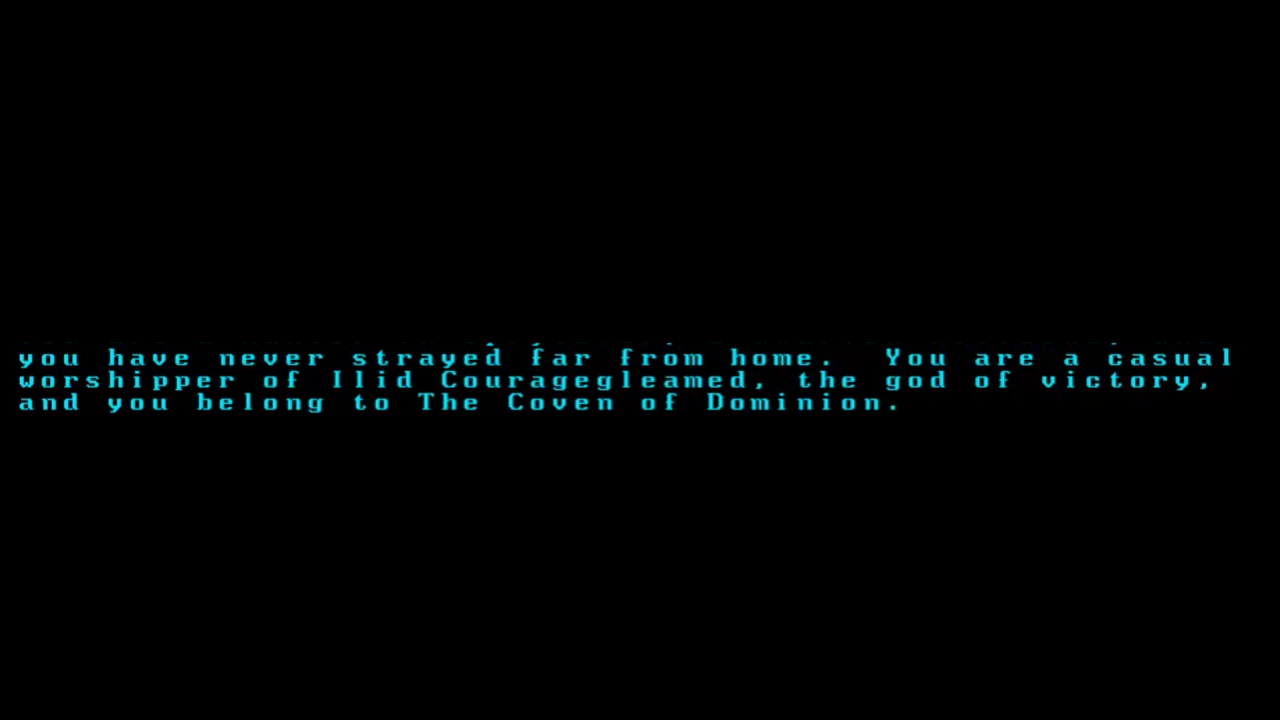 you have never strayed far from home.  You are a casual
worshipper of Ilid Couragegleamed, the god of victory,
and you belong to The Coven of Dominion.